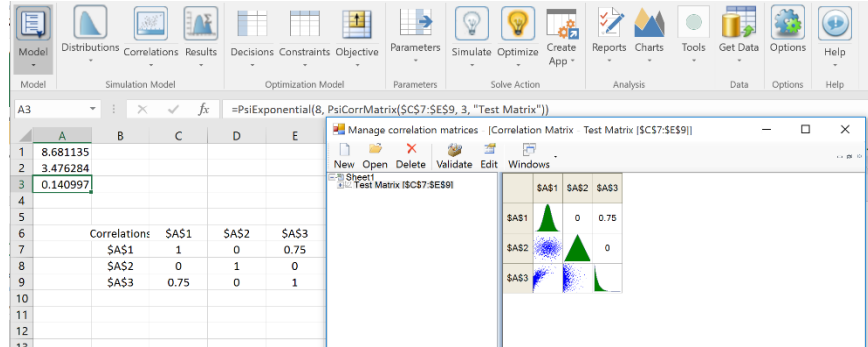 Model Distributions Correlations Results Decisions Constraints Objective Parameters Simulate Optimize Create App Reports Charts Tools Get Data Options Help
Model Simulation Model Optimization Model Parameters Solve Action Analysis Data Options Help
A3 fx =PsiExponential(8, PsiCorrMatrix($C$7:$E$9, 3, "Test Matrix"))
A B C D E
1 8.681135
2 3.476284
3 0.140997
4
5
6 Correlations $A$1 $A$2 $A$3
7 $A$1 1 0 0.75
8 $A$2 0 1 0
9 $A$3 0.75 0 1
10
11
12
13
Manage correlation matrices - [Correlation Matrix - Test Matrix [$C$7:$E$9]]
New Open Delete Validate Edit Windows
Sheet1
Test Matrix [$C$7:$E$9]
$A$1 $A$2 $A$3
$A$1 0 0.75
$A$2 0
$A$3